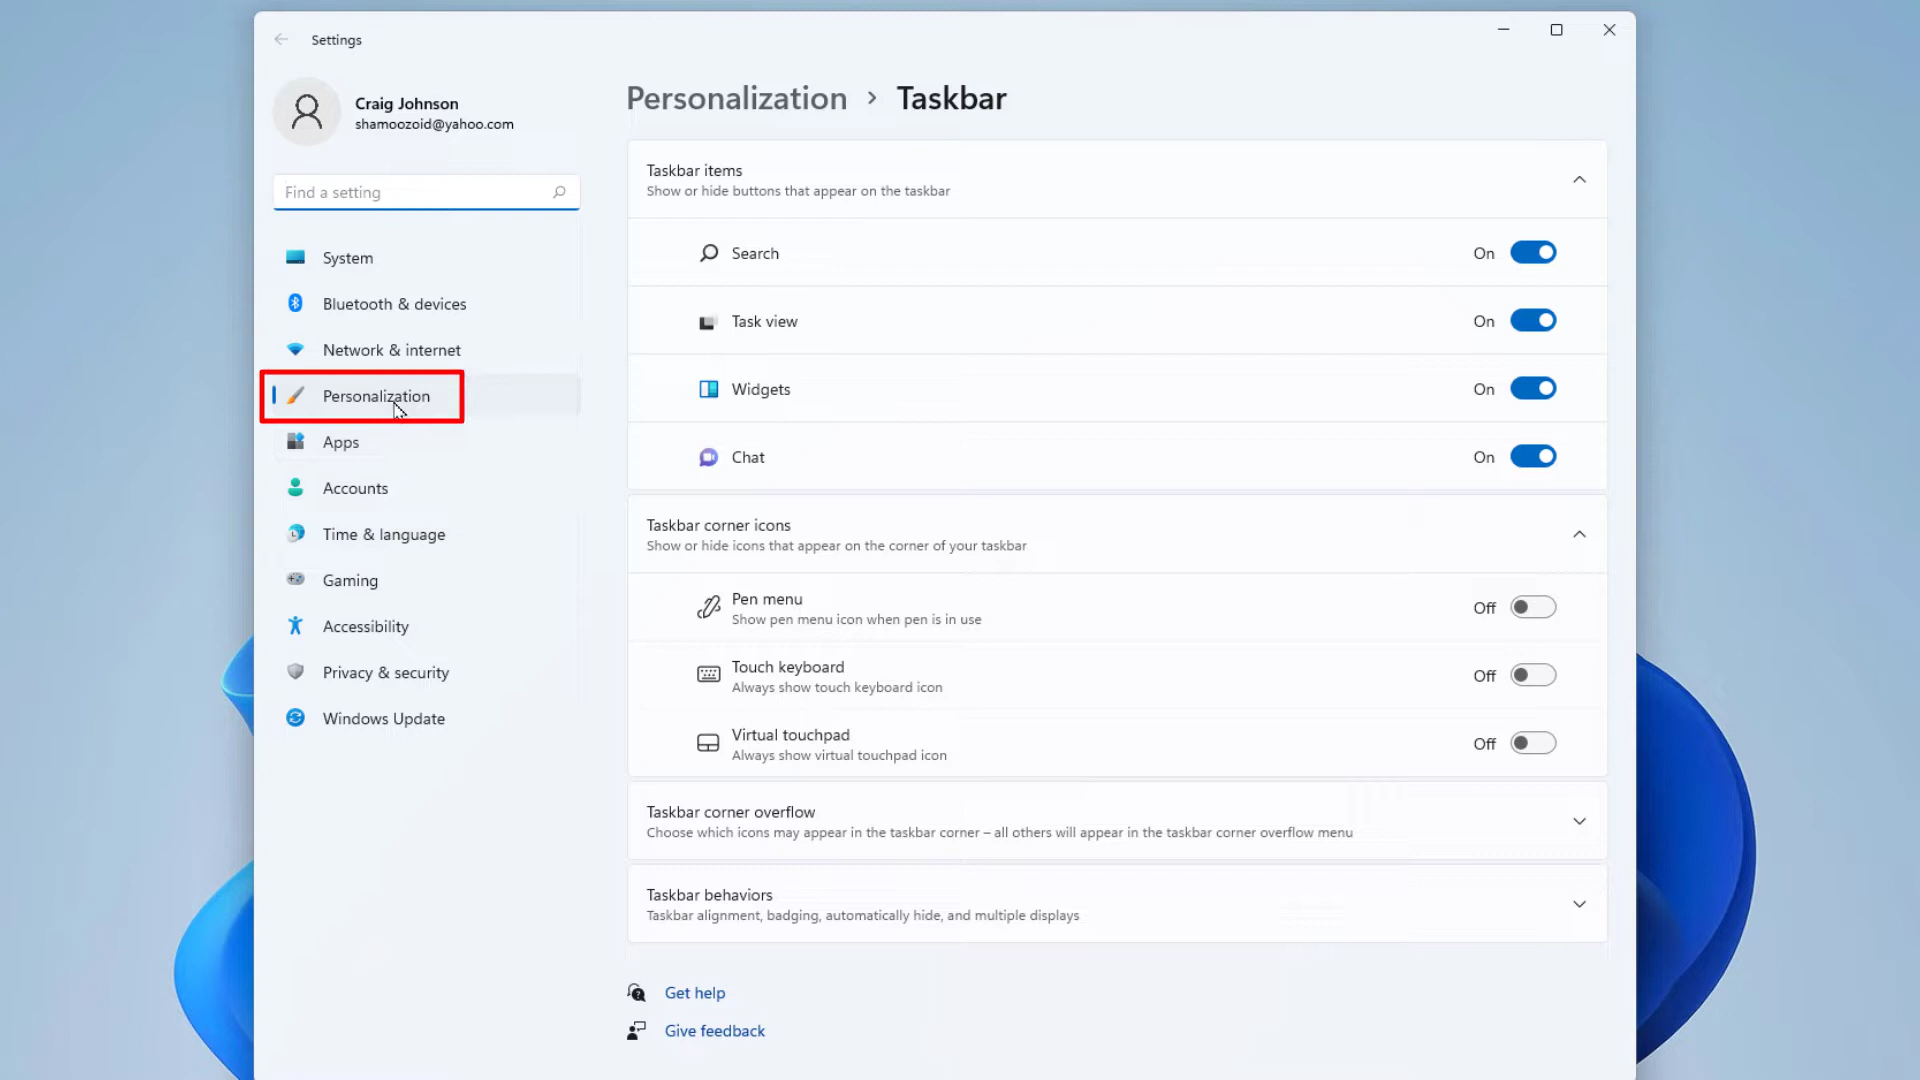 Settings
Craig Johnson
shamoozoid@yahoo.com
Find a setting
System
Bluetooth & devices
Network & internet
Personalization
Apps
Accounts
Time & language
Gaming
Accessibility
Privacy & security
Windows Update
Personalization › Taskbar
Taskbar items
Show or hide buttons that appear on the taskbar
Search On
Task view On
Widgets On
Chat On
Taskbar corner icons
Show or hide icons that appear on the corner of your taskbar
Pen menu
Show pen menu icon when pen is in use
Off
Touch keyboard
Always show touch keyboard icon
Off
Virtual touchpad
Always show virtual touchpad icon
Off
Taskbar corner overflow
Choose which icons may appear in the taskbar corner – all others will appear in the taskbar corner overflow menu
Taskbar behaviors
Taskbar alignment, badging, automatically hide, and multiple displays
Get help
Give feedback